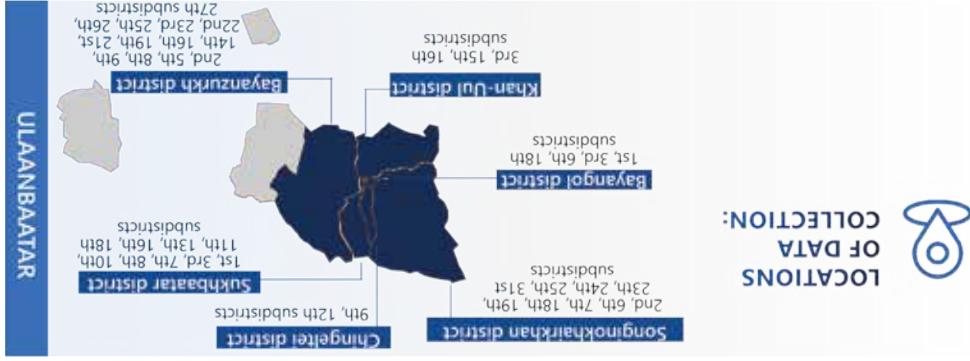 LOCATIONS
OF DATA
COLLECTION:
Songinokhairkhan district
2nd, 6th, 7th, 18th, 19th,
23rd, 24th, 25th, 31st
subdistricts
Chingeltei district
9th, 12th subdistricts
Sukhbaatar district
1st, 3rd, 7th, 8th, 10th,
11th, 13th, 16th, 18th
subdistricts
Bayangol district
1st, 3rd, 6th, 18th
subdistricts
Khan-Uul district
3rd, 15th, 16th
subdistricts
Bayanzurkh district
2nd, 5th, 8th, 9th,
14th, 16th, 19th, 21st
22nd, 23rd, 25th, 26th,
27th subdistricts
ULAANBAATAR